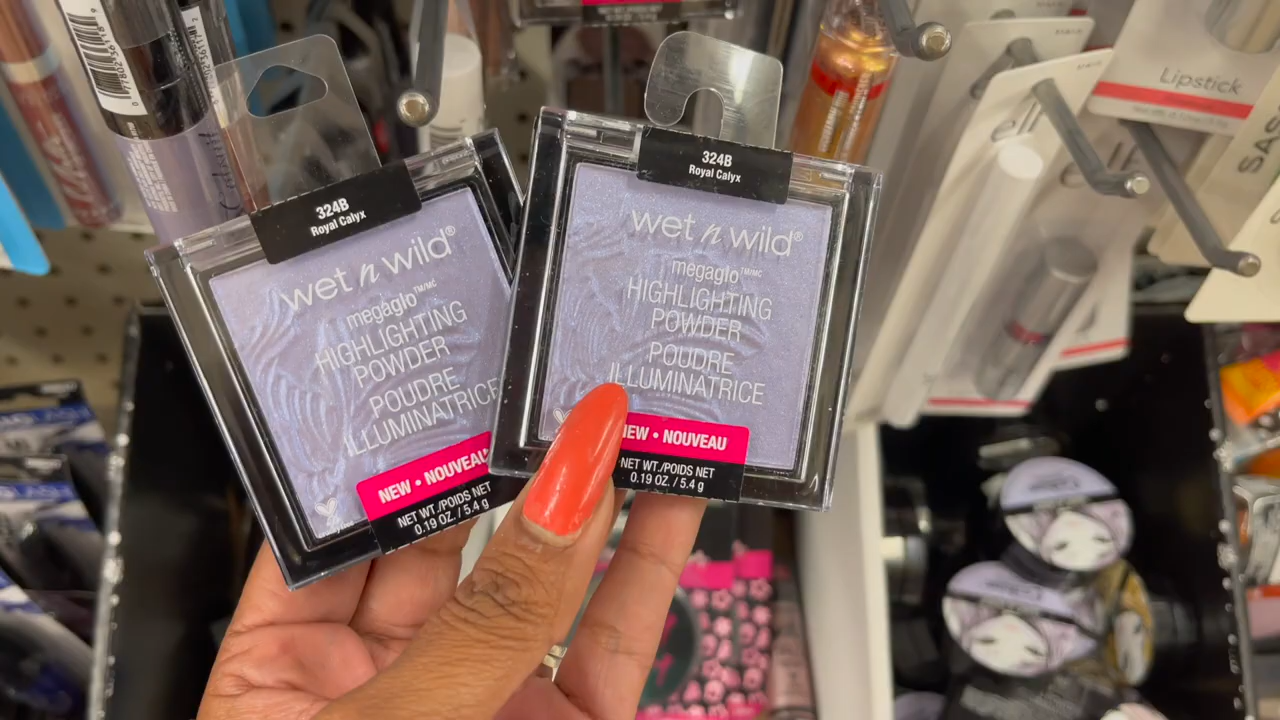 324B
Royal Calyx
wet n wild®
megaglo™/MC
HIGHLIGHTING
POWDER
POUDRE
ILLUMINATRICE
NEW • NOUVEAU
NET WT./POIDS NET
0.19 OZ. / 5.4 g
324B
Royal Calyx
wet n wild®
megaglo™/MC
HIGHLIGHTING
POWDER
POUDRE
ILLUMINATRICE
NEW • NOUVEAU
NET WT./POIDS NET
0.19 OZ. / 5.4 g
Lipstick
elf